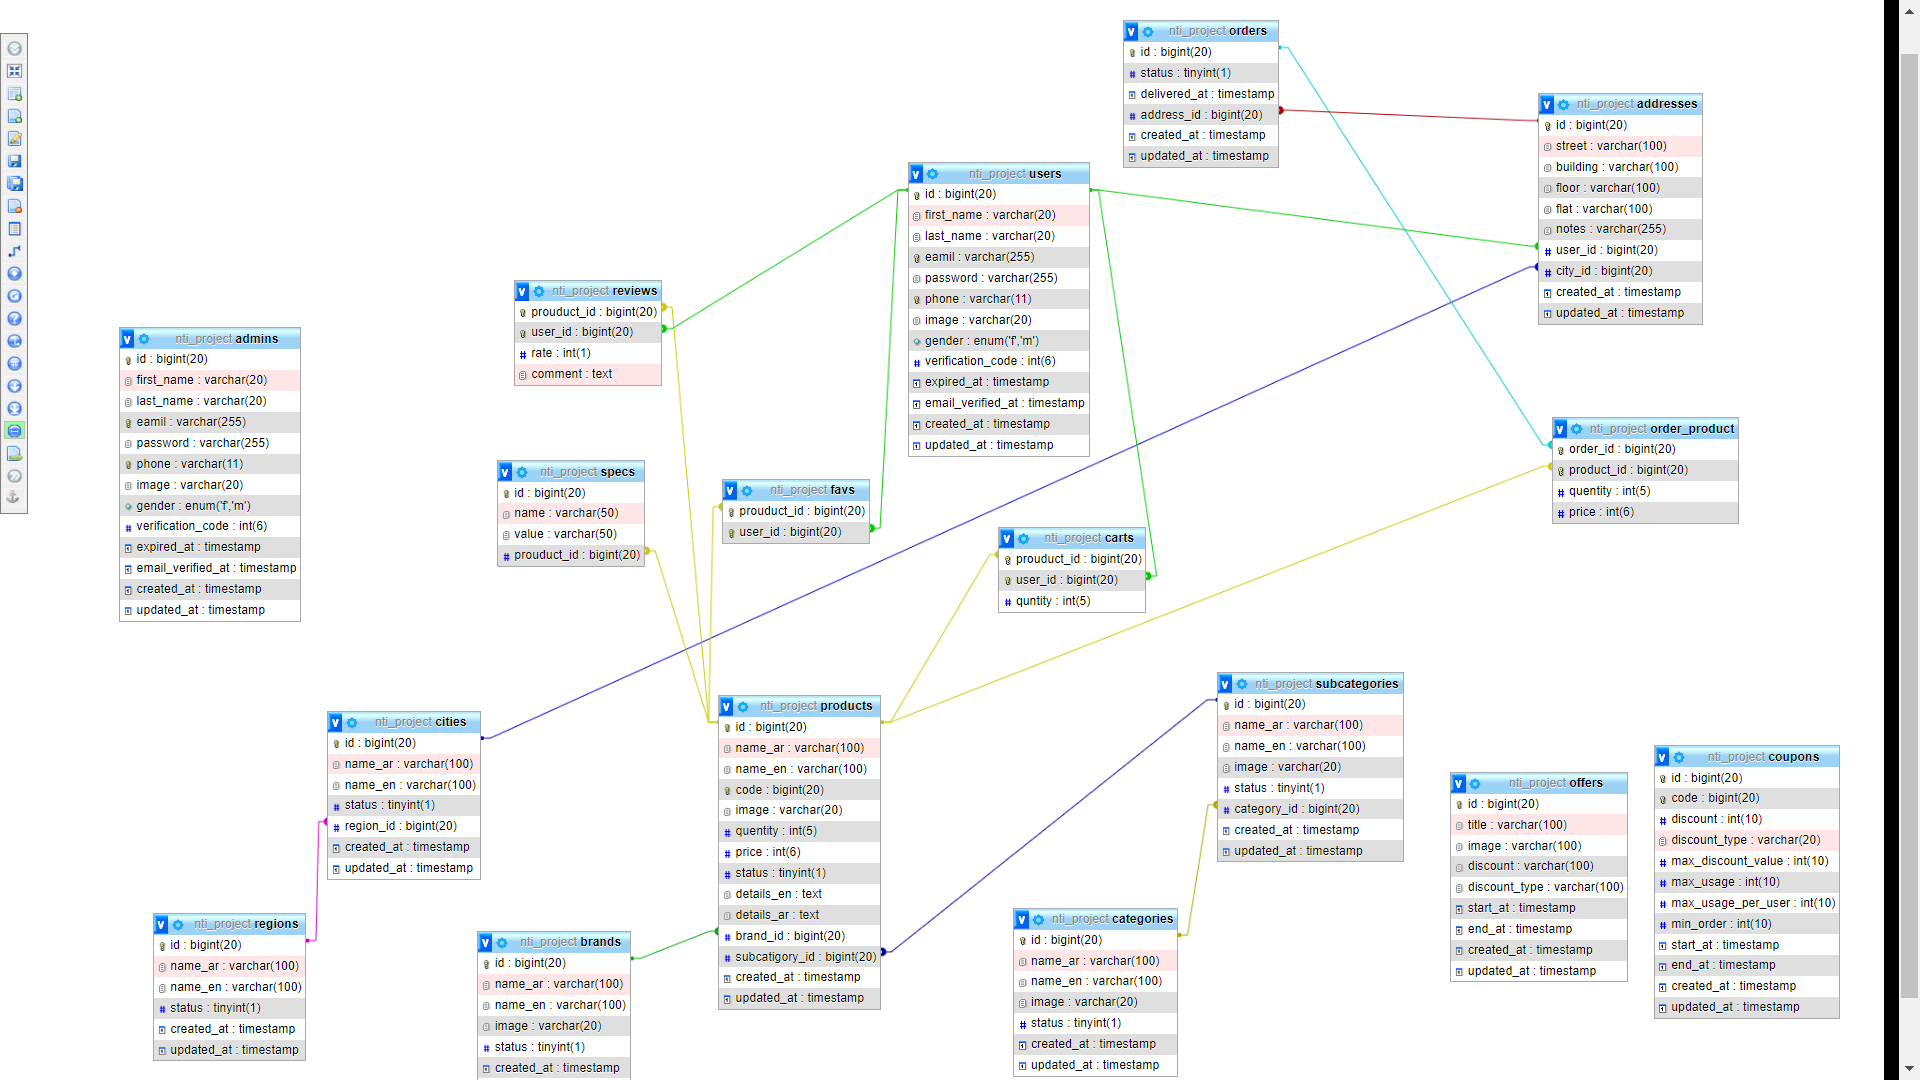 nti_project orders
id : bigint(20)
status : tinyint(1)
delivered_at : timestamp
address_id : bigint(20)
created_at : timestamp
updated_at : timestamp
nti_project addresses
id : bigint(20)
street : varchar(100)
building : varchar(100)
floor : varchar(100)
flat : varchar(100)
notes : varchar(255)
user_id : bigint(20)
city_id : bigint(20)
created_at : timestamp
updated_at : timestamp
nti_project users
id : bigint(20)
first_name : varchar(20)
last_name : varchar(20)
eamil : varchar(255)
password : varchar(255)
phone : varchar(11)
image : varchar(20)
gender : enum('f','m')
verification_code : int(6)
expired_at : timestamp
email_verified_at : timestamp
created_at : timestamp
updated_at : timestamp
nti_project reviews
prouduct_id : bigint(20)
user_id : bigint(20)
rate : int(1)
comment : text
nti_project admins
id : bigint(20)
first_name : varchar(20)
last_name : varchar(20)
eamil : varchar(255)
password : varchar(255)
phone : varchar(11)
image : varchar(20)
gender : enum('f','m')
verification_code : int(6)
expired_at : timestamp
email_verified_at : timestamp
created_at : timestamp
updated_at : timestamp
nti_project order_product
order_id : bigint(20)
product_id : bigint(20)
quentity : int(5)
price : int(6)
nti_project specs
id : bigint(20)
name : varchar(50)
value : varchar(50)
prouduct_id : bigint(20)
nti_project favs
prouduct_id : bigint(20)
user_id : bigint(20)
nti_project carts
prouduct_id : bigint(20)
user_id : bigint(20)
quntity : int(5)
nti_project subcategories
id : bigint(20)
name_ar : varchar(100)
name_en : varchar(100)
image : varchar(20)
status : tinyint(1)
category_id : bigint(20)
created_at : timestamp
updated_at : timestamp
nti_project products
id : bigint(20)
name_ar : varchar(100)
name_en : varchar(100)
code : bigint(20)
image : varchar(20)
quentity : int(5)
price : int(6)
status : tinyint(1)
details_en : text
details_ar : text
brand_id : bigint(20)
subcatigory_id : bigint(20)
created_at : timestamp
updated_at : timestamp
nti_project cities
id : bigint(20)
name_ar : varchar(100)
name_en : varchar(100)
status : tinyint(1)
region_id : bigint(20)
created_at : timestamp
updated_at : timestamp
nti_project coupons
id : bigint(20)
code : bigint(20)
discount : int(10)
discount_type : varchar(20)
max_discount_value : int(10)
max_usage : int(10)
max_usage_per_user : int(10)
min_order : int(10)
start_at : timestamp
end_at : timestamp
created_at : timestamp
updated_at : timestamp
nti_project offers
id : bigint(20)
title : varchar(100)
image : varchar(100)
discount : varchar(100)
discount_type : varchar(100)
start_at : timestamp
end_at : timestamp
created_at : timestamp
updated_at : timestamp
nti_project categories
id : bigint(20)
name_ar : varchar(100)
name_en : varchar(100)
image : varchar(20)
status : tinyint(1)
created_at : timestamp
updated_at : timestamp
nti_project regions
id : bigint(20)
name_ar : varchar(100)
name_en : varchar(100)
status : tinyint(1)
created_at : timestamp
updated_at : timestamp
nti_project brands
id : bigint(20)
name_ar : varchar(100)
name_en : varchar(100)
image : varchar(20)
status : tinyint(1)
created_at : timestamp